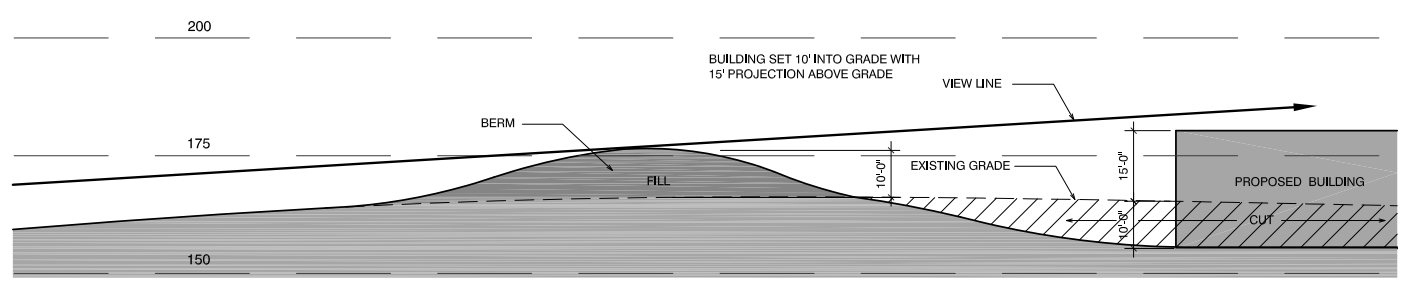 200
BUILDING SET 10' INTO GRADE WITH
15' PROJECTION ABOVE GRADE
VIEW LINE
BERM
175
EXISTING GRADE
10'-0"
15'-0"
FILL
PROPOSED BUILDING
10'-0"
CUT
150